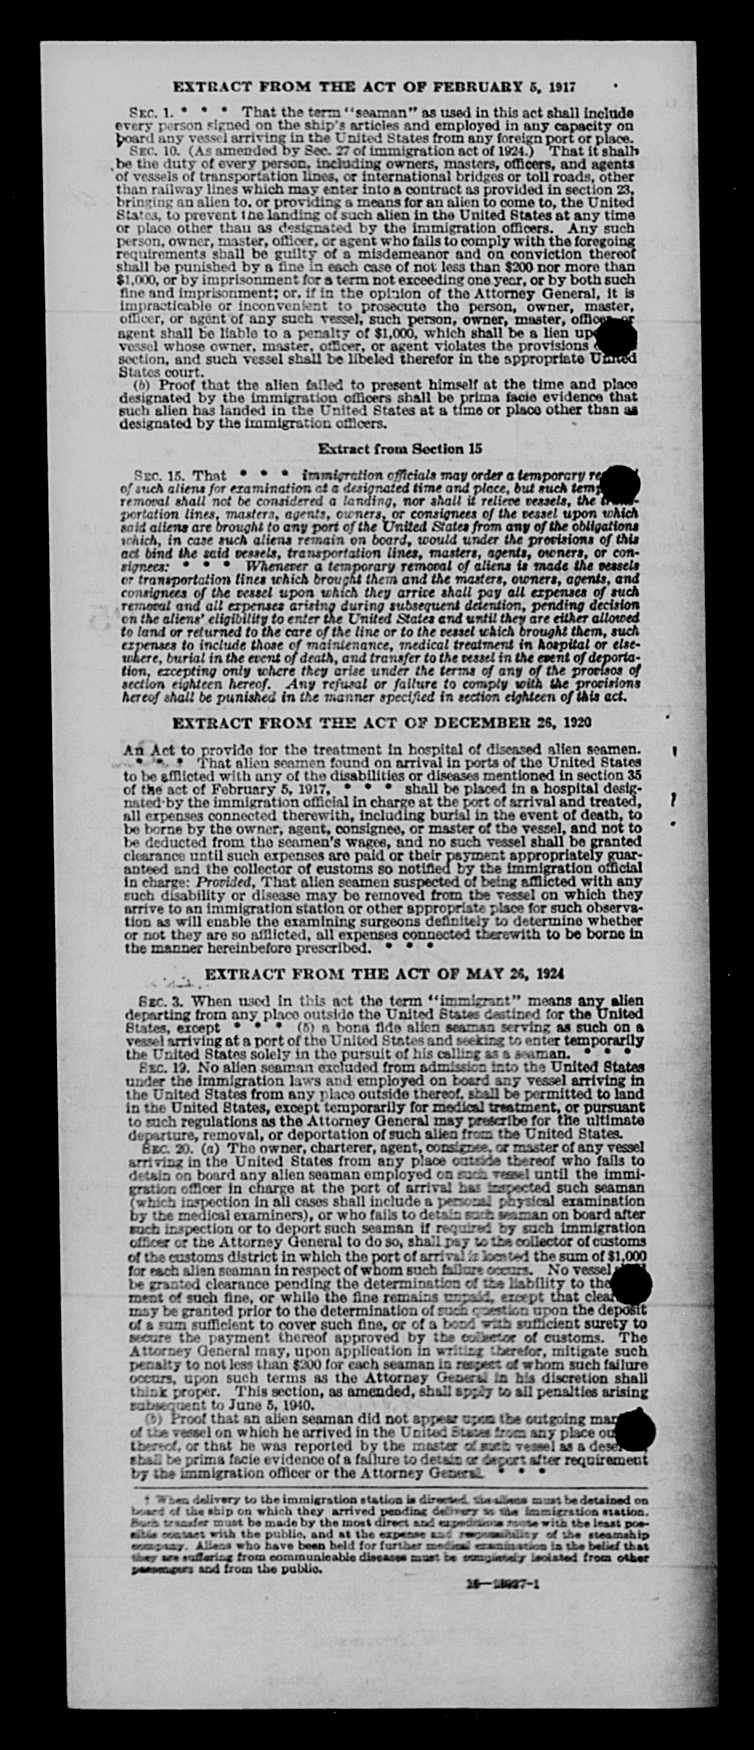 EXTRACT FROM THE ACT OF FEBRUARY 5, 1917
SEC. 1. * * * That the term "seaman" as used in this act shall include
every person signed on the ship's articles and employed in any capacity on
board any vessel arriving in the United States from any foreign port or place.
SEC. 10. (As amended by Sec. 27 of immigration act of 1924.) That it shall
be the duty of every person, including owners, masters, officers, and agents
of vessels of transportation lines, or international bridges or toll roads, other
than railway lines which may enter into a contract as provided in section 23,
bringing an alien to, or providing a means for an alien to come to, the United
States, to prevent the landing of such alien in the United States at any time
or place other than as designated by the immigration officers. Any such
person, owner, master, officer, or agent who fails to comply with the foregoing
requirements shall be guilty of a misdemeanor and on conviction thereof
shall be punished by a fine in each case of not less than $200 nor more than
$1,000, or by imprisonment for a term not exceeding one year, or by both such
fine and imprisonment; or, if in the opinion of the Attorney General, it is
impracticable or inconvenient to prosecute the person, owner, master,
officer, or agent of any such vessel, such person, owner, master, officer, or
agent shall be liable to a penalty of $1,000, which shall be a lien up
vessel whose owner, master, officer, or agent violates the provisions
section, and such vessel shall be libeled therefor in the appropriate United
States court.
(b) Proof that the alien failed to present himself at the time and place
designated by the immigration officers shall be prima facie evidence that
such alien has landed in the United States at a time or place other than as
designated by the immigration officers.
Extract from Section 15
SEC. 15. That * * * immigration officials may order a temporary re
of such aliens for examination at a designated time and place, but such temp
removal shall not be considered a landing, nor shall it relieve vessels, the trans-
portation lines, masters, agents, owners, or consignees of the vessel upon which
said aliens are brought to any port of the United States from any of the obligations
which, in case such aliens remain on board, would under the provisions of this
act bind the said vessels, transportation lines, masters, agents, owners, or con-
signees: * * * Whenever a temporary removal of aliens is made the vessels
or transportation lines which brought them and the masters, owners, agents, and
consignees of the vessel upon which they arrive shall pay all expenses of such
removal and all expenses arising during subsequent detention, pending decision
on the aliens' eligibility to enter the United States and until they are either allowed
to land or returned to the care of the line or to the vessel which brought them, such
expenses to include those of maintenance, medical treatment in hospital or else-
where, burial in the event of death, and transfer to the vessel in the event of deporta-
tion, excepting only where they arise under the terms of any of the provisos of
section eighteen hereof. Any refusal or failure to comply with the provisions
hereof shall be punished in the manner specified in section eighteen of this act.
EXTRACT FROM THE ACT OF DECEMBER 26, 1920
An Act to provide for the treatment in hospital of diseased alien seamen.
* * * That alien seamen found on arrival in ports of the United States
to be afflicted with any of the disabilities or diseases mentioned in section 35
of the act of February 5, 1917, * * * shall be placed in a hospital desig-
nated by the immigration official in charge at the port of arrival and treated,
all expenses connected therewith, including burial in the event of death, to
be borne by the owner, agent, consignee, or master of the vessel, and not to
be deducted from the seamen's wages, and no such vessel shall be granted
clearance until such expenses are paid or their payment appropriately guar-
anteed and the collector of customs so notified by the immigration official
in charge: Provided, That alien seamen suspected of being afflicted with any
such disability or disease may be removed from the vessel on which they
arrive to an immigration station or other appropriate place for such observa-
tion as will enable the examining surgeons definitely to determine whether
or not they are so afflicted, all expenses connected therewith to be borne in
the manner hereinbefore prescribed. * * *
EXTRACT FROM THE ACT OF MAY 26, 1924
SEC. 3. When used in this act the term "immigrant" means any alien
departing from any place outside the United States destined for the United
States, except * * * (5) a bona fide alien seaman serving as such on a
vessel arriving at a port of the United States and seeking to enter temporarily
the United States solely in the pursuit of his calling as a seaman. * * *
SEC. 19. No alien seaman excluded from admission into the United States
under the immigration laws and employed on board any vessel arriving in
the United States from any place outside thereof, shall be permitted to land
in the United States, except temporarily for medical treatment, or pursuant
to such regulations as the Attorney General may prescribe for the ultimate
departure, removal, or deportation of such alien from the United States.
SEC. 20. (a) The owner, charterer, agent, consignee, or master of any vessel
arriving in the United States from any place outside thereof who fails to
detain on board any alien seaman employed on such vessel until the immi-
gration officer in charge at the port of arrival has inspected such seaman
(which inspection in all cases shall include a personal physical examination
by the medical examiners), or who fails to detain such seaman on board after
such inspection or to deport such seaman if required by such immigration
officer or the Attorney General to do so, shall pay to the collector of customs
of the customs district in which the port of arrival is located the sum of $1,000
for each alien seaman in respect of whom such failure occurs. No vessel
be granted clearance pending the determination of the liability to the
ment of such fine, or while the fine remains unpaid, except that clea
may be granted prior to the determination of such question upon the deposit
of a sum sufficient to cover such fine, or of a bond with sufficient surety to
secure the payment thereof approved by the collector of customs. The
Attorney General may, upon application in writing therefor, mitigate such
penalty to not less than $200 for each seaman in respect of whom such failure
occurs, upon such terms as the Attorney General in his discretion shall
think proper. This section, as amended, shall apply to all penalties arising
subsequent to June 5, 1940.
(b) Proof that an alien seaman did not appear upon the outgoing man
of the vessel on which he arrived in the United States from any place ou
thereof, or that he was reported by the master of such vessel as a dese
shall be prima facie evidence of a failure to detain or deport after requirement
by the immigration officer or the Attorney General. * * *
† When delivery to the immigration station is directed, the aliens must be detained on
board of the ship on which they arrived pending delivery to the immigration station.
Such transfer must be made by the most direct and expeditious route with the least pos-
sible contact with the public, and at the expense and responsibility of the steamship
company. Aliens who have been held for further medical examination in the belief that
they are suffering from communicable diseases must be completely isolated from other
passengers and from the public.
16—13937-1